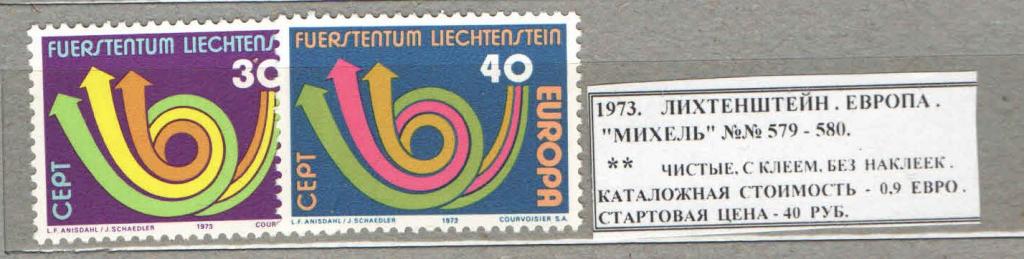 FUERSTENTUM LIECHTENS
30
CEPT
L.F. ANISDAHL/J. SCHAEDLER 1973 COUR
FUERSTENTUM LIECHTENSTEIN
40
EUROPA
CEPT
L.F. ANISDAHL/J. SCHAEDLER 1973 COURVOISIER S.A.
1973. ЛИХТЕНШТЕЙН. ЕВРОПА.
"МИХЕЛЬ" №№ 579 - 580.
** ЧИСТЫЕ, С КЛЕЕМ, БЕЗ НАКЛЕЕК.
КАТАЛОЖНАЯ СТОИМОСТЬ - 0,9 ЕВРО.
СТАРТОВАЯ ЦЕНА - 40 РУБ.